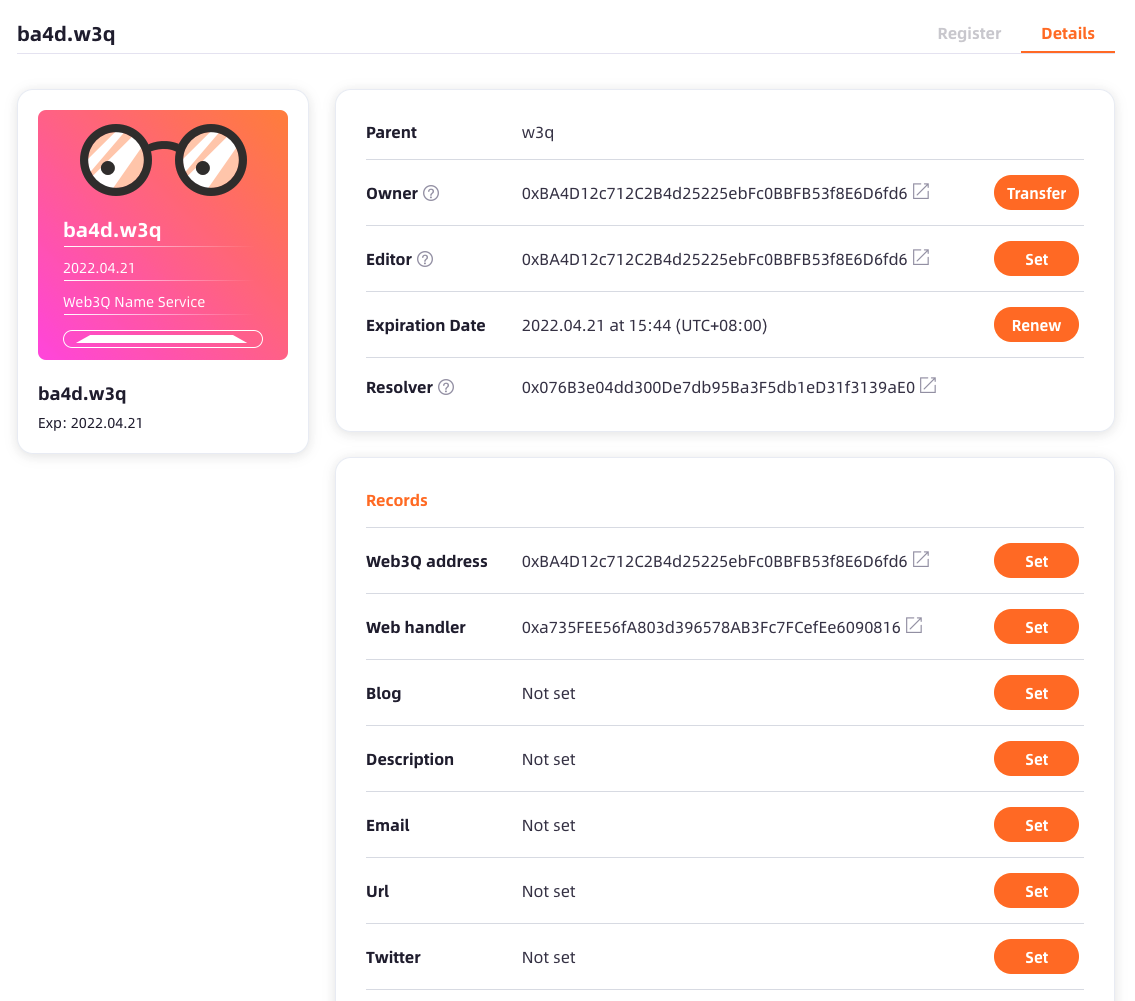 ba4d.w3q
Register Details
ba4d.w3q
2022.04.21
Web3Q Name Service
ba4d.w3q
Exp: 2022.04.21
Parent w3q
Owner ? 0xBA4D12c712C2B4d25225ebFc0BBFB53f8E6D6fd6 Transfer
Editor ? 0xBA4D12c712C2B4d25225ebFc0BBFB53f8E6D6fd6 Set
Expiration Date 2022.04.21 at 15:44 (UTC+08:00) Renew
Resolver ? 0x076B3e04dd300De7db95Ba3F5db1eD31f3139aE0
Records
Web3Q address 0xBA4D12c712C2B4d25225ebFc0BBFB53f8E6D6fd6 Set
Web handler 0xa735FEE56fA803d396578AB3Fc7FCefEe6090816 Set
Blog Not set Set
Description Not set Set
Email Not set Set
Url Not set Set
Twitter Not set Set